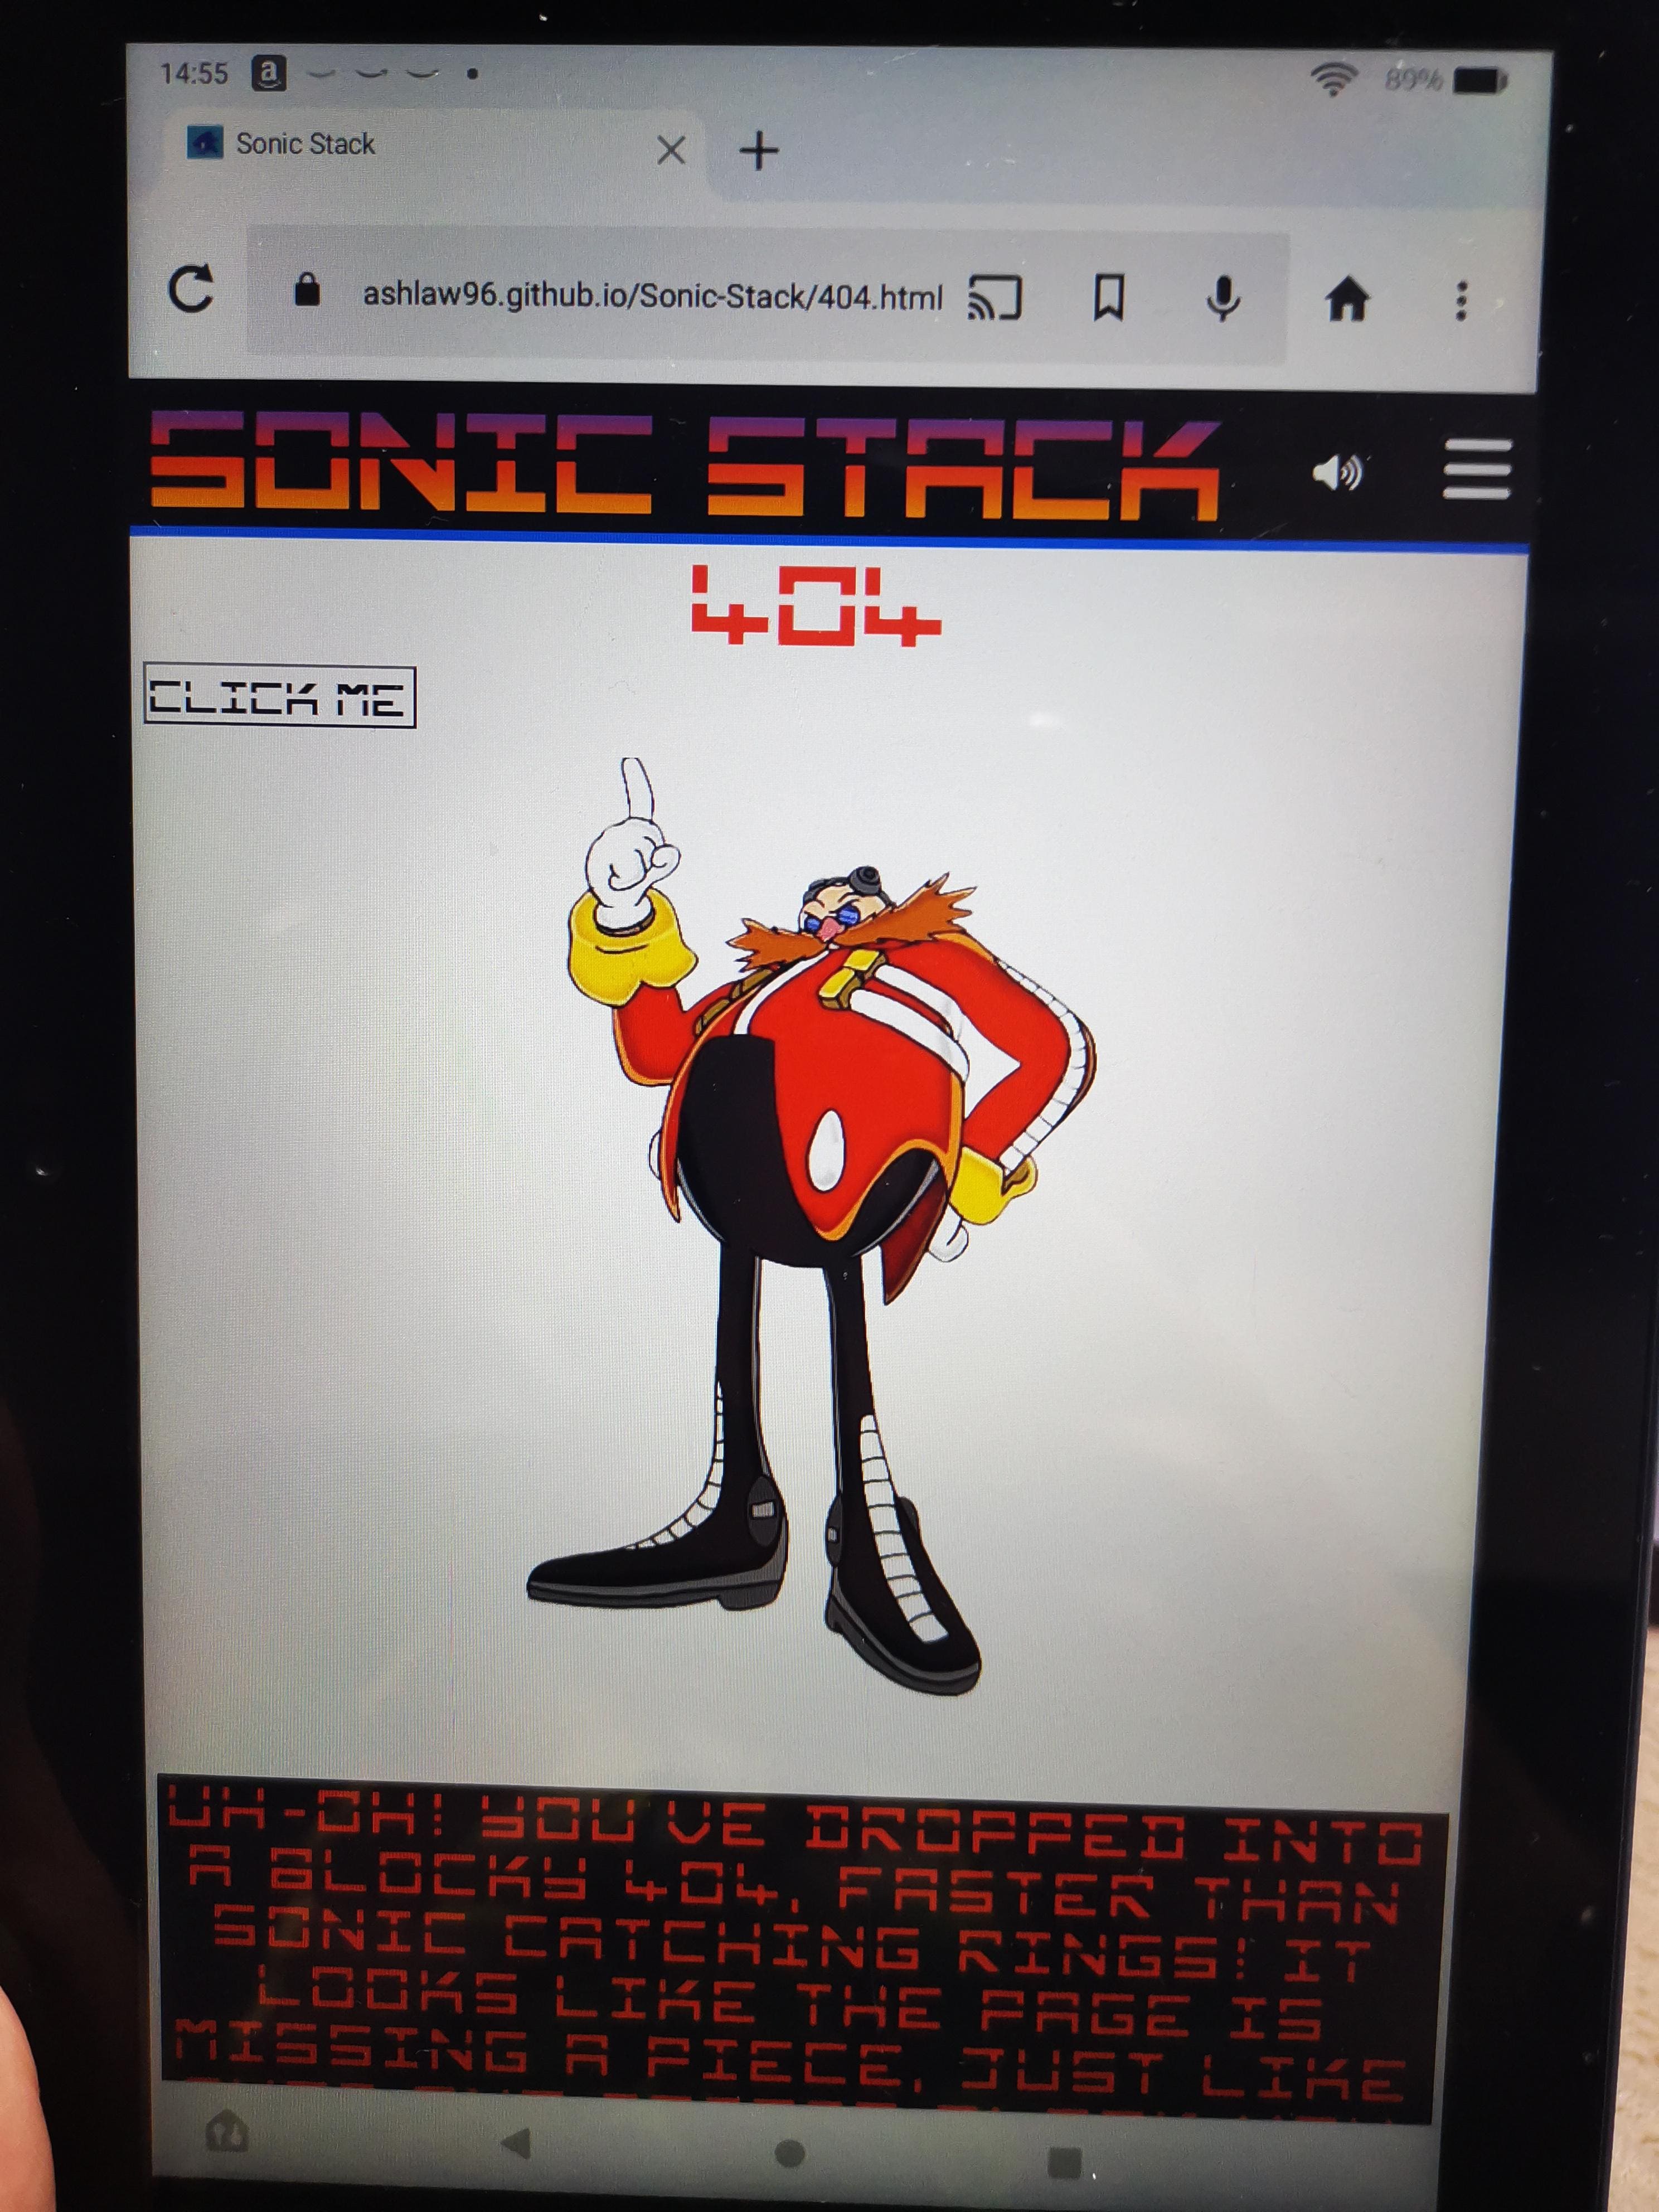 14:55 a 89%
Sonic Stack
ashlaw96.github.io/Sonic-Stack/404.html
SONIC STACK
404
CLICK ME
UH-OH! YOU'VE DROPPED INTO
A BLOCKY 404, FASTER THAN
SONIC CATCHING RINGS! IT
LOOKS LIKE THE PAGE IS
MISSING A PIECE, JUST LIKE